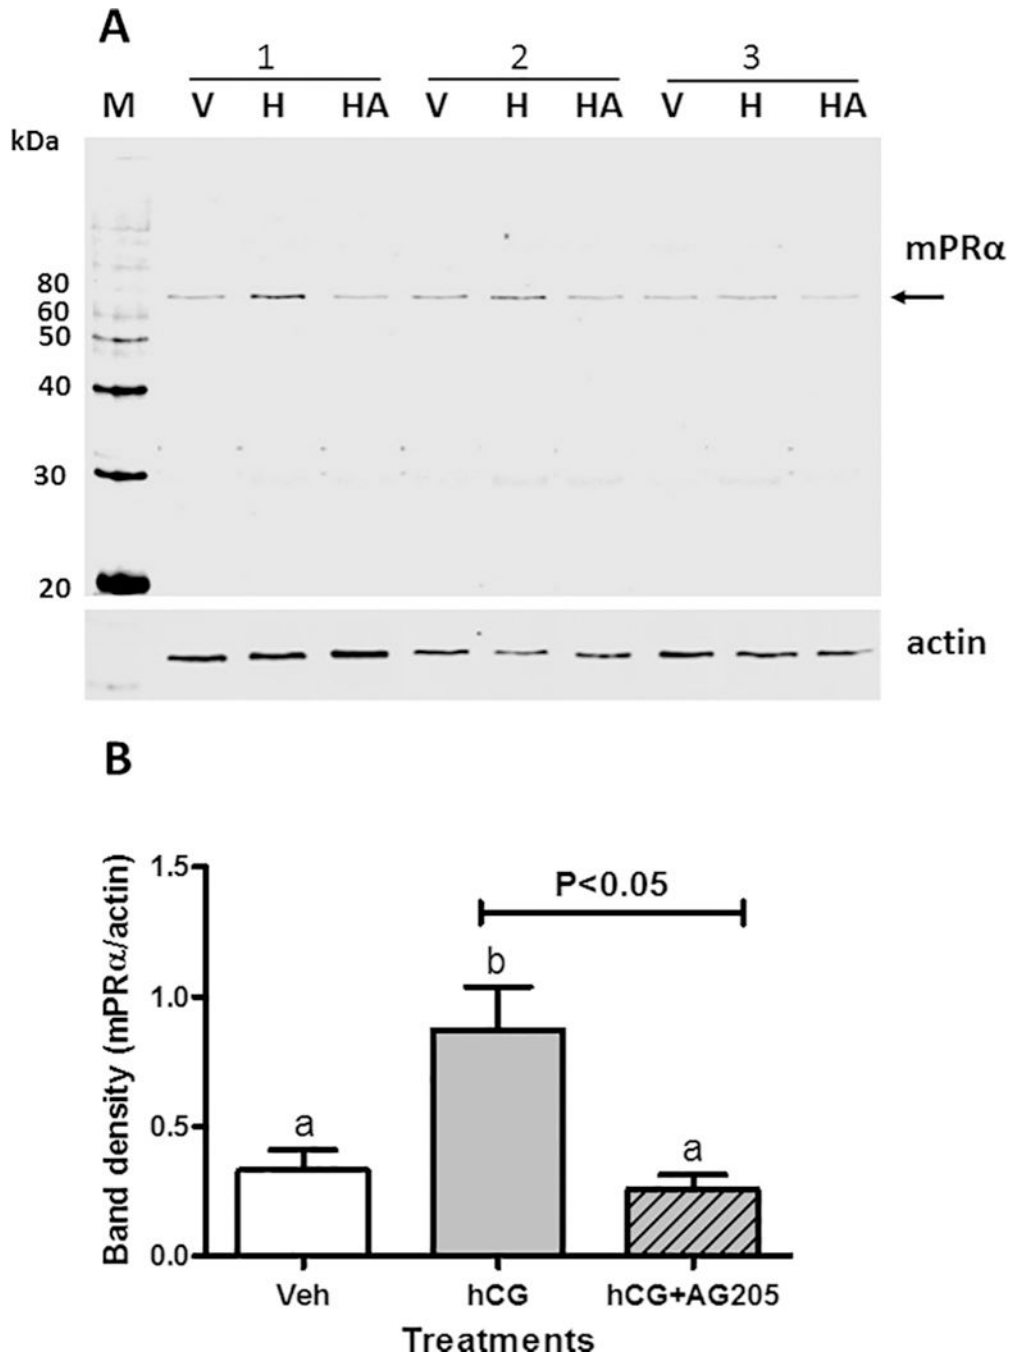 A
1 2 3
M V H HA V H HA V H HA
kDa
mPRα
80
60
50
40
30
20
actin
B
Band density (mPRα/actin)
1.5
1.0
0.5
0.0
P<0.05
b
a
a
Veh hCG hCG+AG205
Treatments